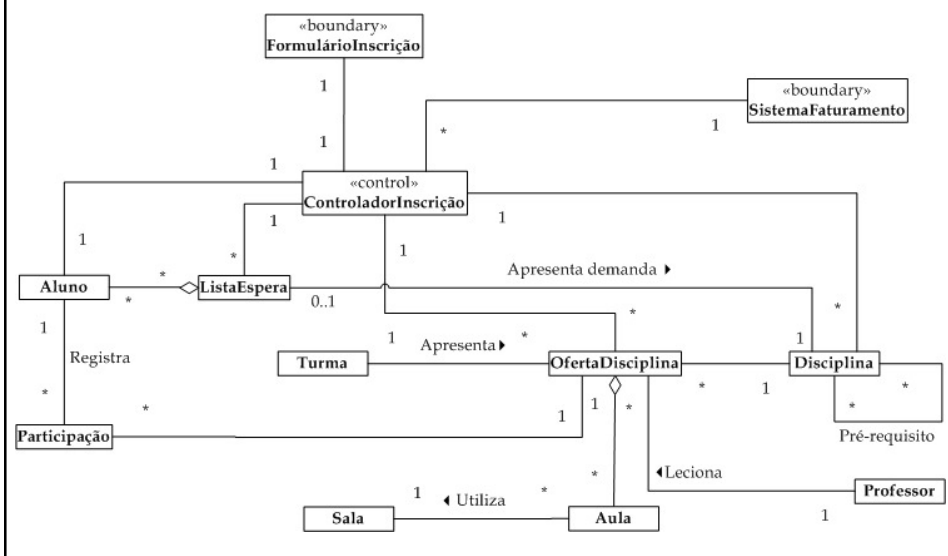 «boundary»
FormulárioInscrição
1
1
«boundary»
SistemaFaturamento
*
1
1
«control»
ControladorInscrição
1
1
1
1
*
*
*
Aluno
ListaEspera
Apresenta demanda
0..1
*
*
1
1
Registra
1
Apresenta
*
Turma
OfertaDisciplina
Disciplina
*
1
*
*
Pré-requisito
*
*
1
1
*
Participação
*
Leciona
Professor
1
1
Utiliza
*
Sala
Aula